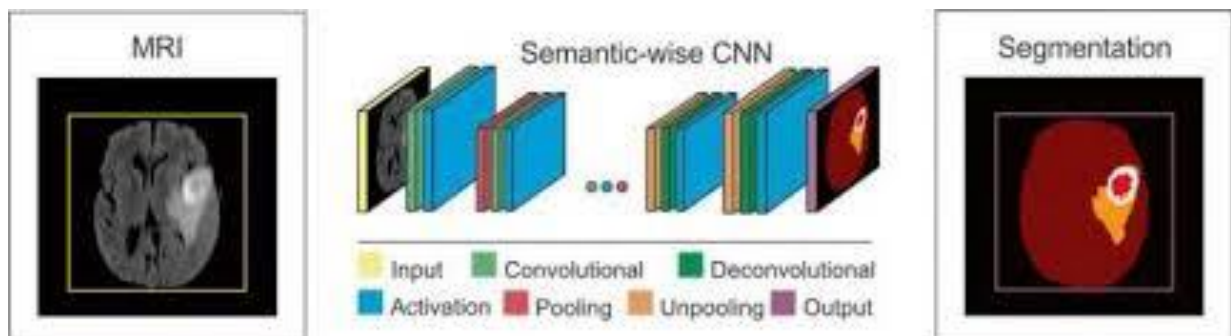 MRI
Semantic-wise CNN
Segmentation
Input
Convolutional
Deconvolutional
Activation
Pooling
Unpooling
Output